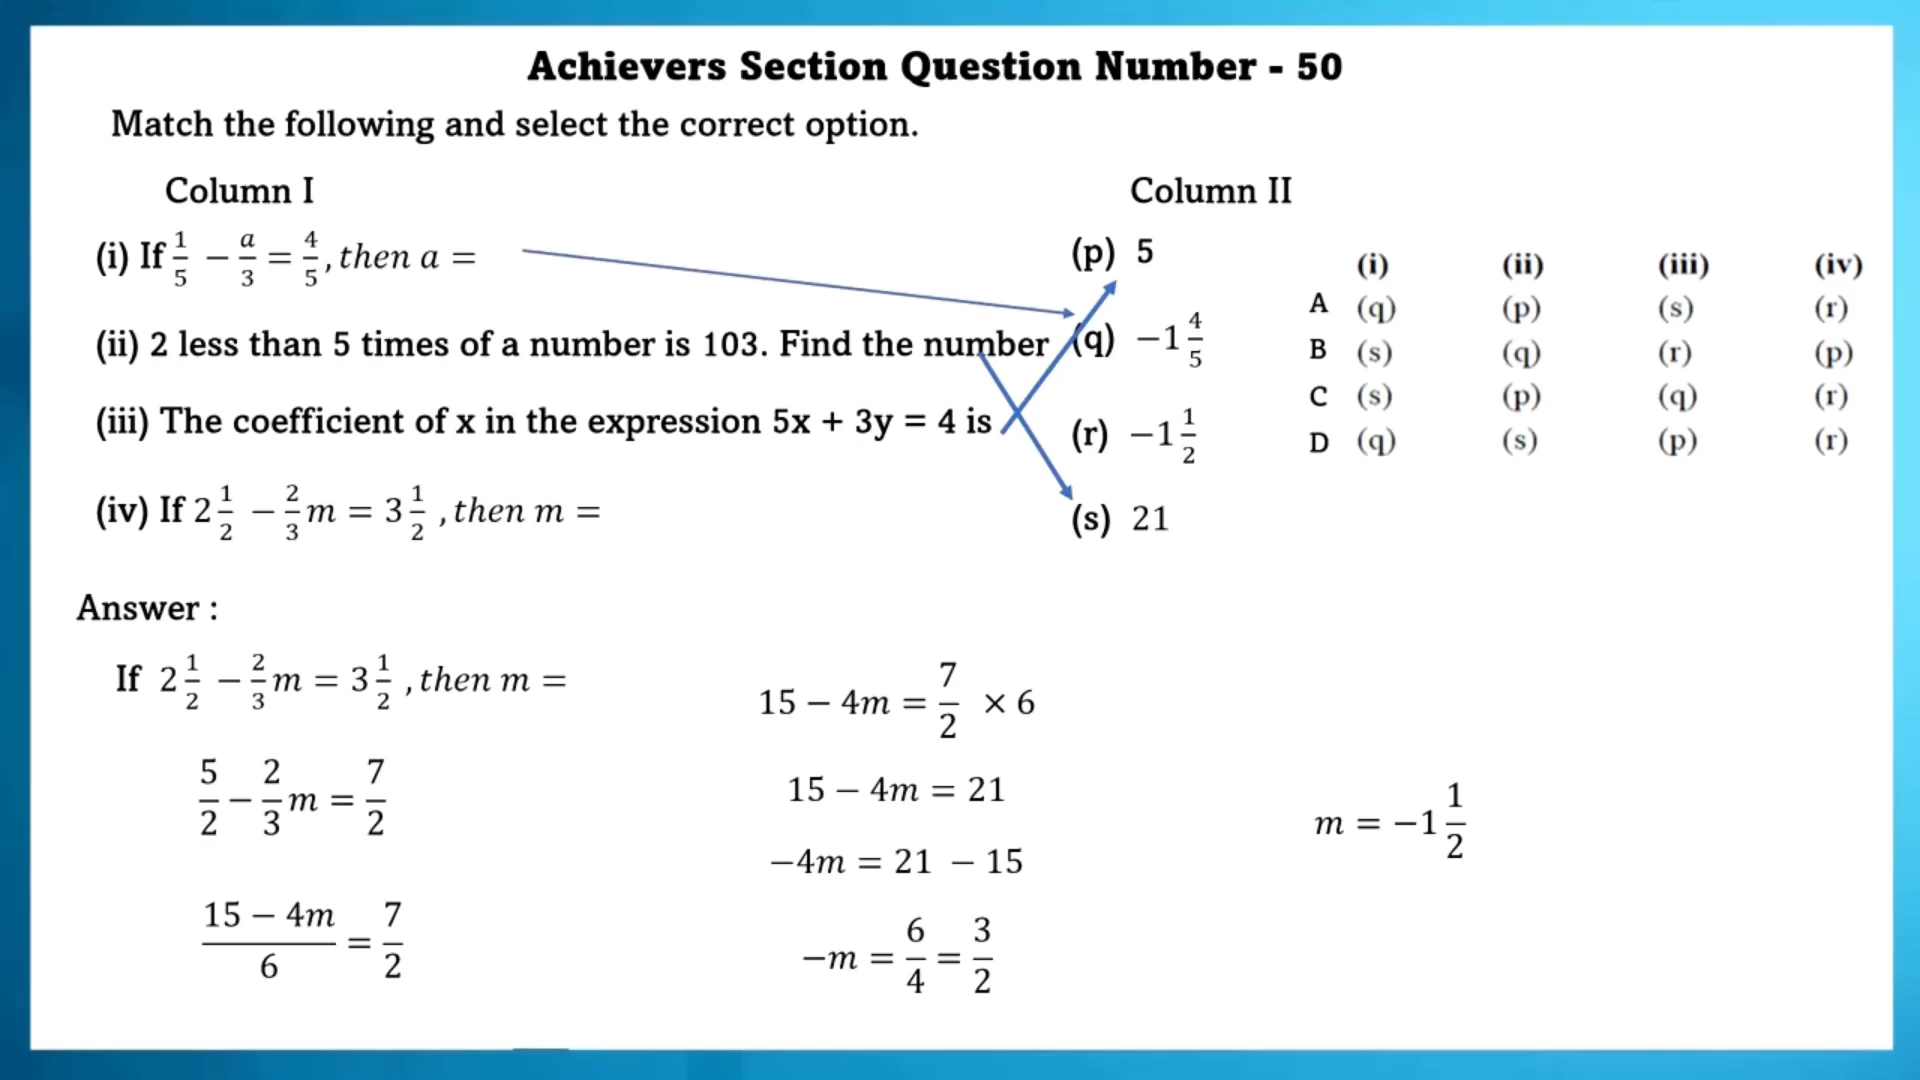 Achievers Section Question Number - 50
Match the following and select the correct option.
Column I
Column II
(i) If 1/5 − a/3 = 4/5, then a =
(p) 5
(ii) 2 less than 5 times of a number is 103. Find the number
(q) −1 4/5
(iii) The coefficient of x in the expression 5x + 3y = 4 is
(r) −1 1/2
(iv) If 2 1/2 − 2/3 m = 3 1/2 , then m =
(s) 21
(i) (ii) (iii) (iv)
A (q) (p) (s) (r)
B (s) (q) (r) (p)
C (s) (p) (q) (r)
D (q) (s) (p) (r)
Answer :
If 2 1/2 − 2/3 m = 3 1/2 , then m =
5/2 − 2/3 m = 7/2
(15 − 4m)/6 = 7/2
15 − 4m = 7/2 × 6
15 − 4m = 21
−4m = 21 − 15
−m = 6/4 = 3/2
m = −1 1/2